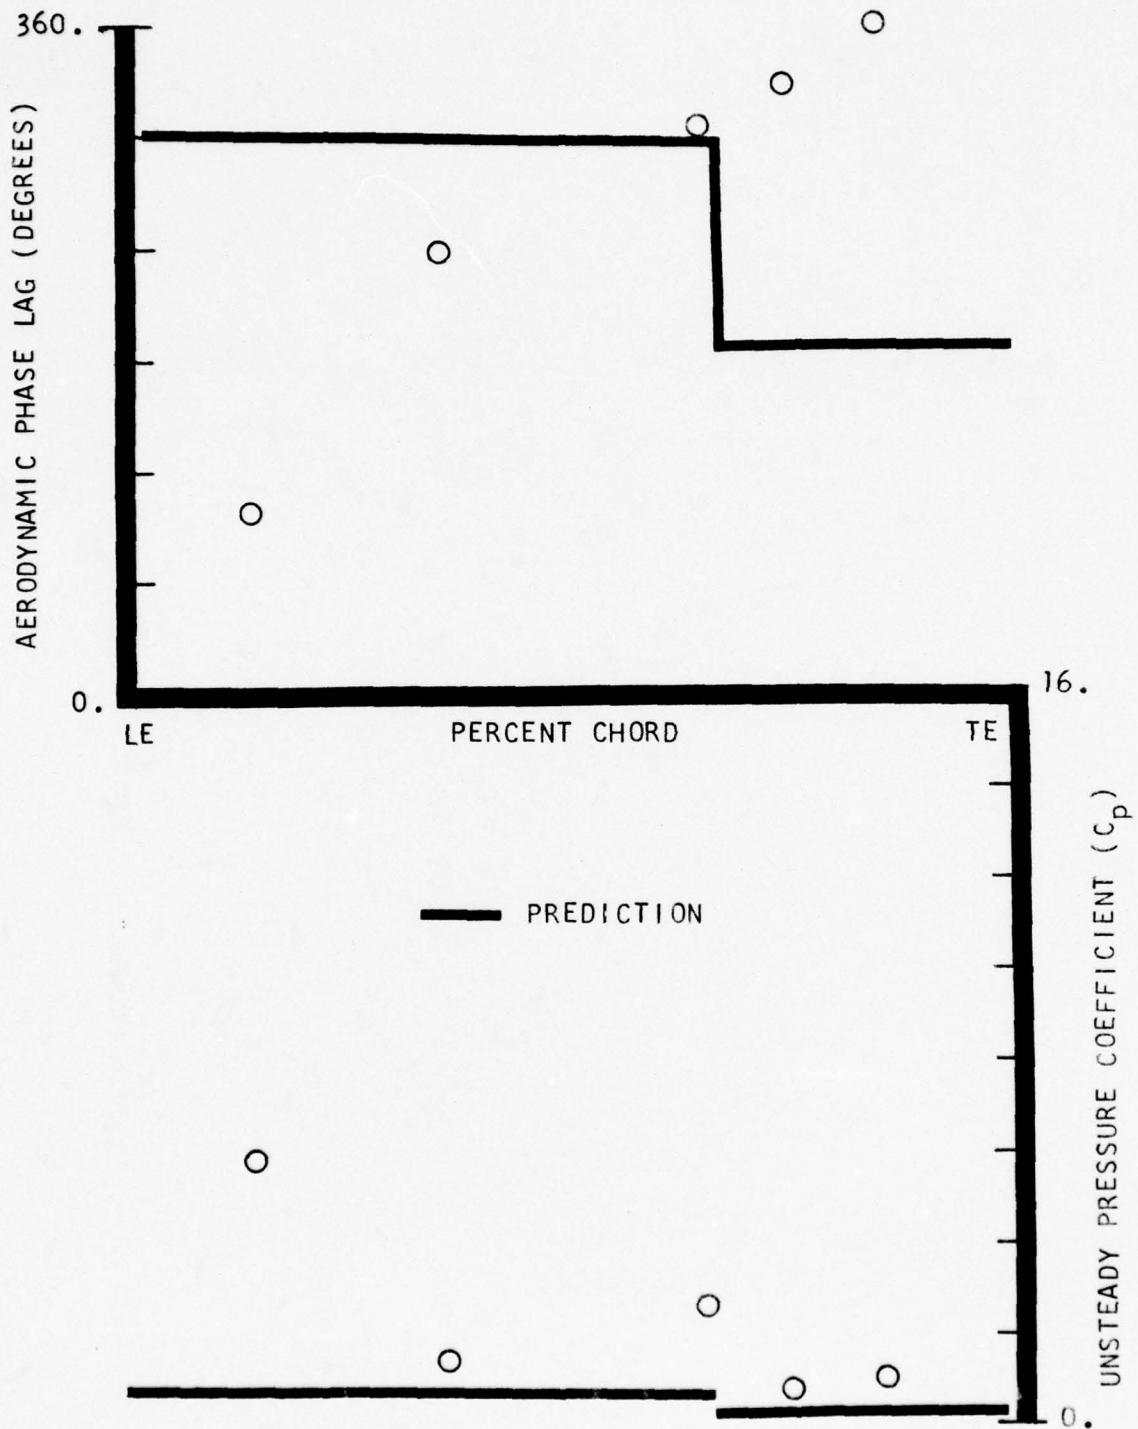 360.
AERODYNAMIC PHASE LAG (DEGREES)
0.
LE
PERCENT CHORD
TE
16.
PREDICTION
UNSTEADY PRESSURE COEFFICIENT (Cp)
0.